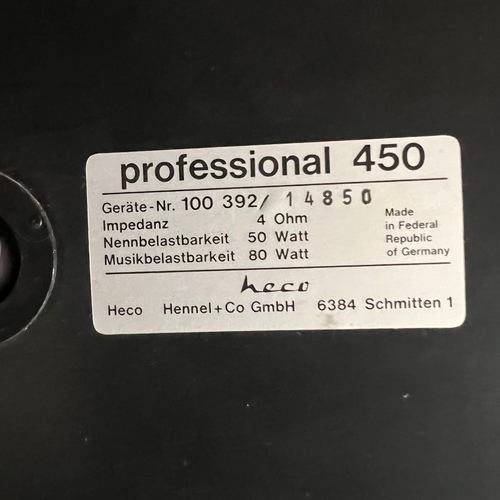 professional 450
Geräte-Nr. 100 392/ 14850
Impedanz 4 Ohm
Nennbelastbarkeit 50 Watt
Musikbelastbarkeit 80 Watt
Made
in Federal
Republic
of Germany
heco
Heco Hennel+Co GmbH 6384 Schmitten 1